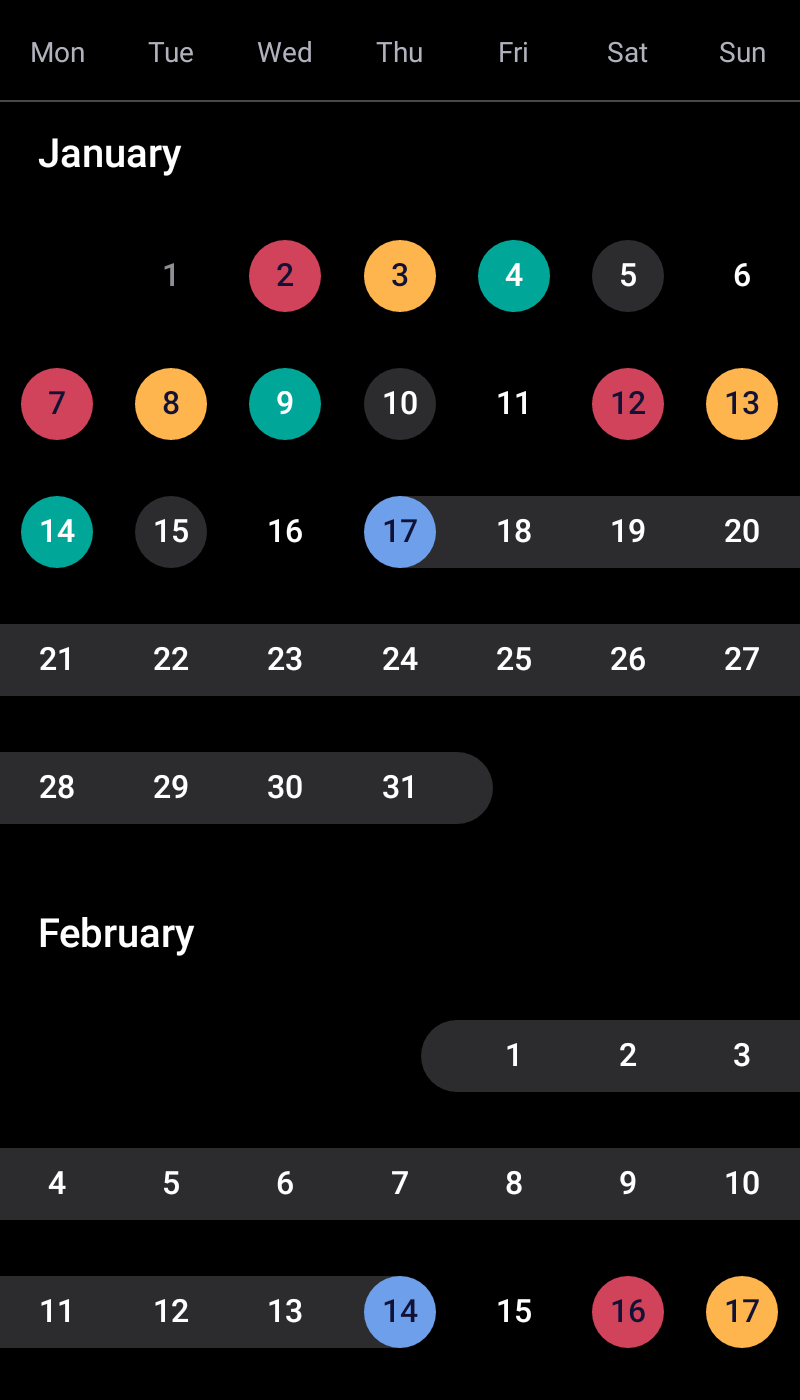 Mon Tue Wed Thu Fri Sat Sun
January
1 2 3 4 5 6
7 8 9 10 11 12 13
14 15 16 17 18 19 20
21 22 23 24 25 26 27
28 29 30 31
February
1 2 3
4 5 6 7 8 9 10
11 12 13 14 15 16 17